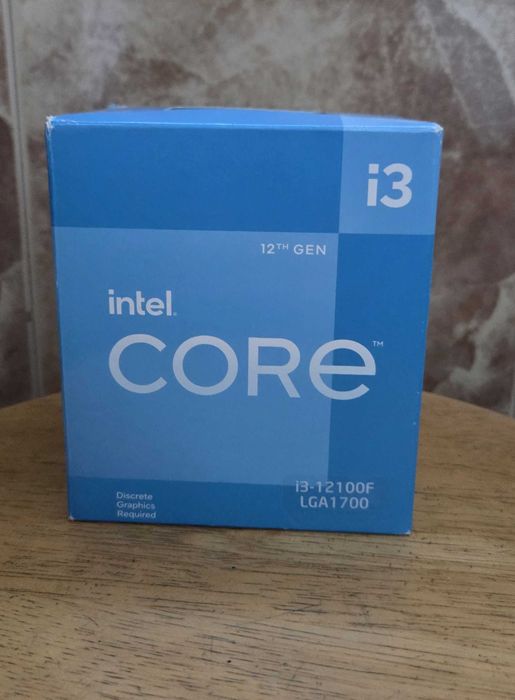 i3
12TH GEN
intel.
CORE™
i3-12100F
LGA1700
Discrete
Graphics
Required